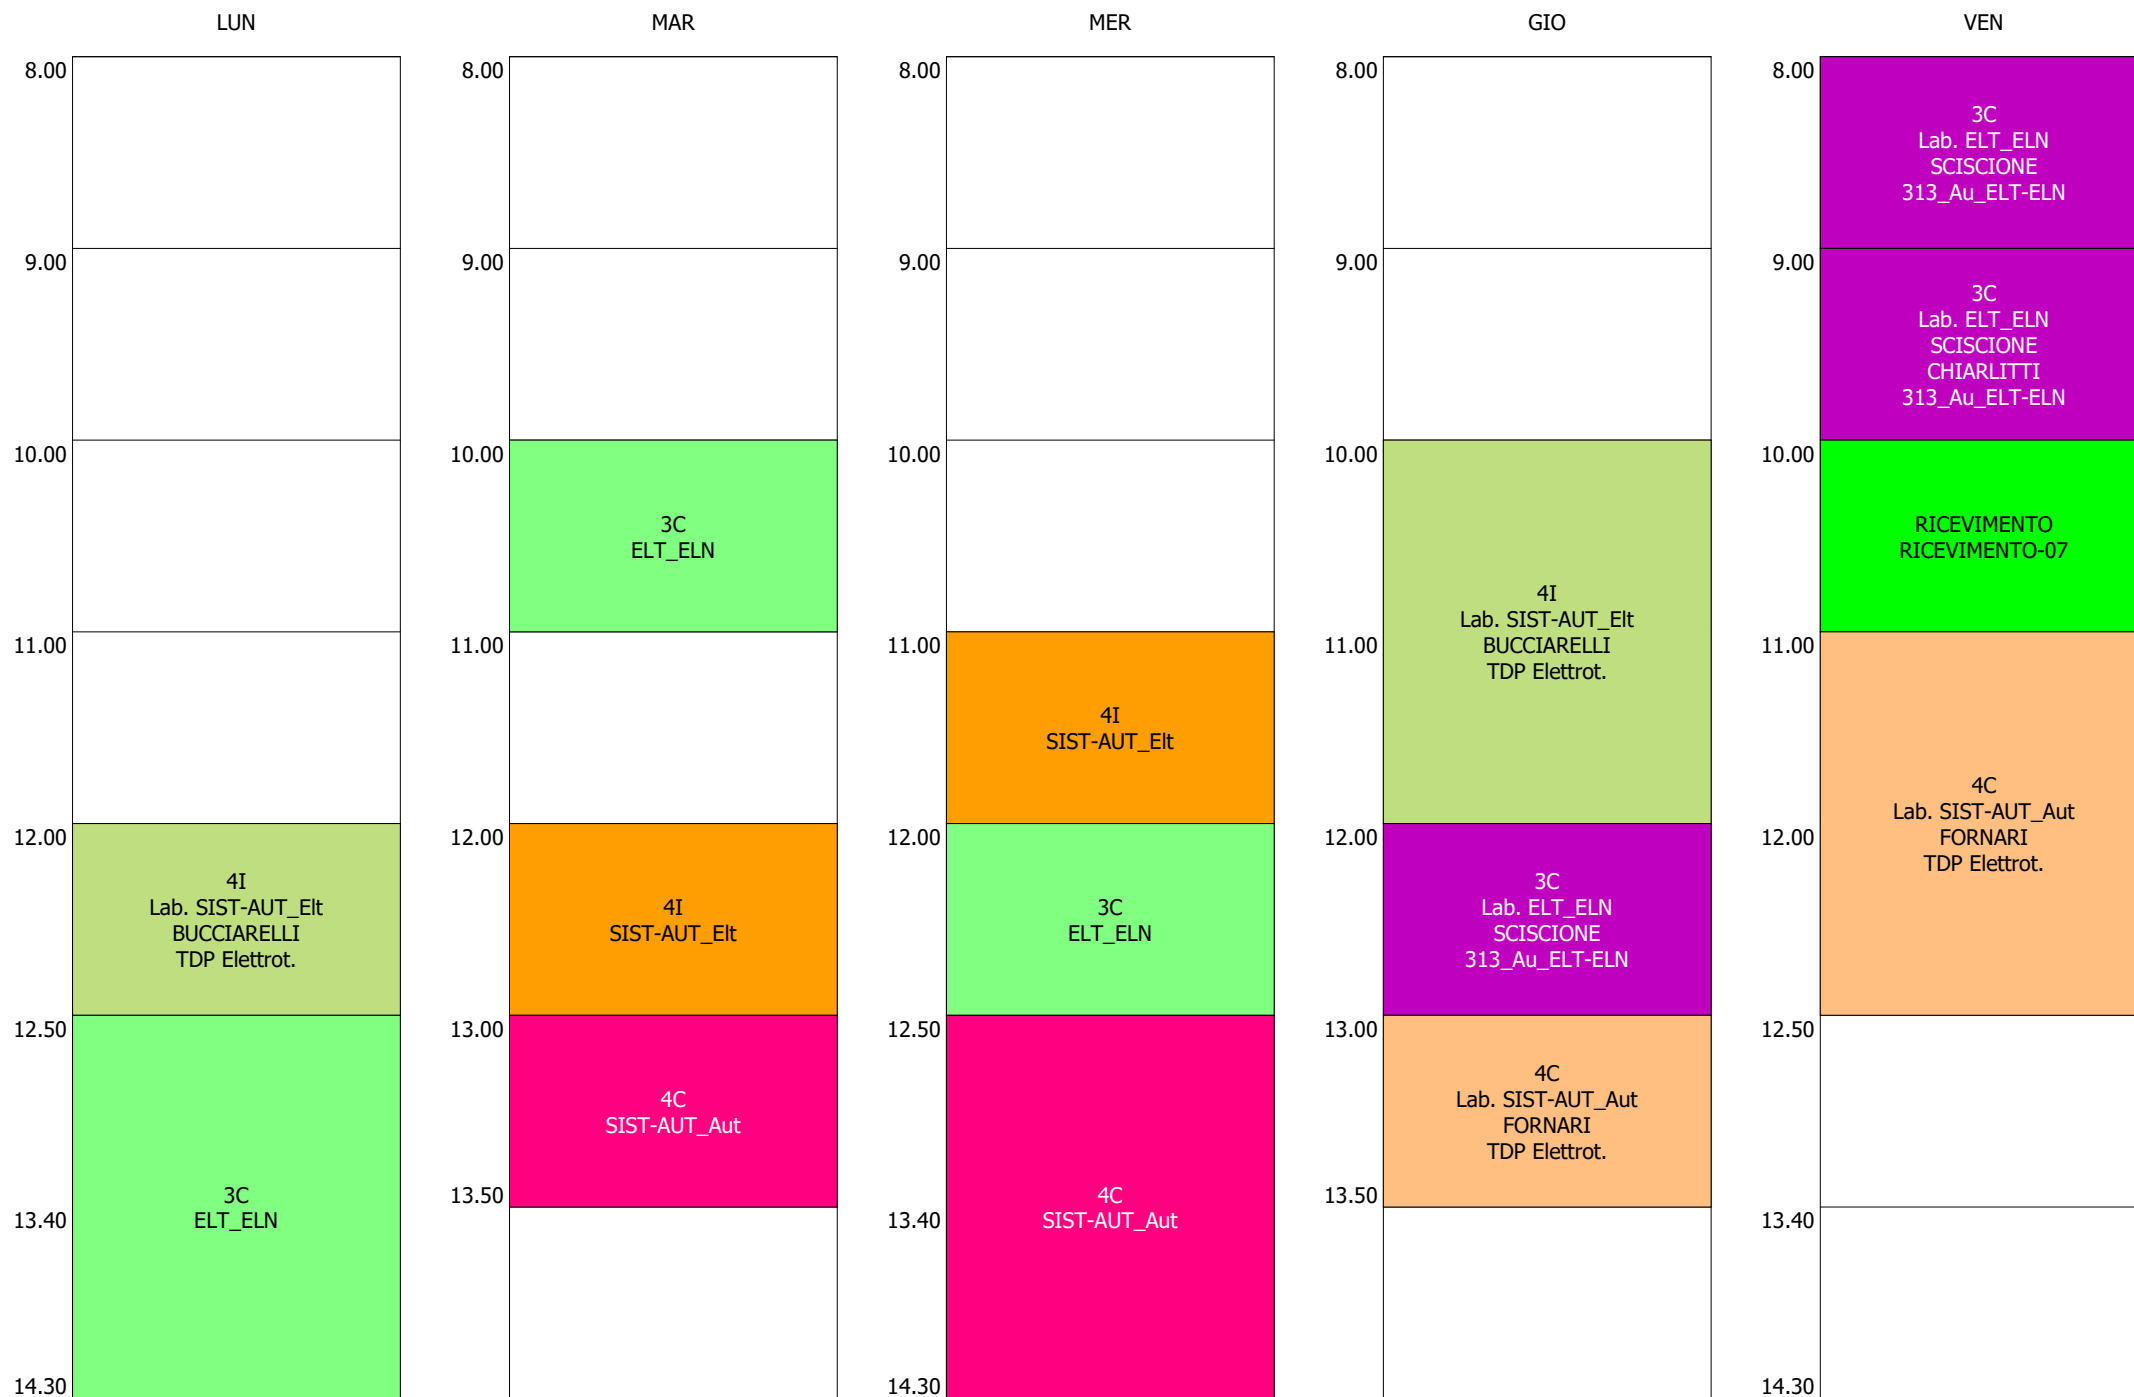 LUN
8.00
9.00
10.00
11.00
12.00
4I
Lab. SIST-AUT_Elt
BUCCIARELLI
TDP Elettrot.
12.50
3C
ELT_ELN
13.40
14.30
MAR
8.00
9.00
10.00
3C
ELT_ELN
11.00
12.00
4I
SIST-AUT_Elt
13.00
4C
SIST-AUT_Aut
13.50
MER
8.00
9.00
10.00
11.00
4I
SIST-AUT_Elt
12.00
3C
ELT_ELN
12.50
4C
SIST-AUT_Aut
13.40
14.30
GIO
8.00
9.00
10.00
4I
Lab. SIST-AUT_Elt
BUCCIARELLI
TDP Elettrot.
11.00
12.00
3C
Lab. ELT_ELN
SCISCIONE
313_Au_ELT-ELN
13.00
4C
Lab. SIST-AUT_Aut
FORNARI
TDP Elettrot.
13.50
VEN
8.00
3C
Lab. ELT_ELN
SCISCIONE
313_Au_ELT-ELN
9.00
3C
Lab. ELT_ELN
SCISCIONE
CHIARLITTI
313_Au_ELT-ELN
10.00
RICEVIMENTO
RICEVIMENTO-07
11.00
4C
Lab. SIST-AUT_Aut
FORNARI
TDP Elettrot.
12.00
12.50
13.40
14.30